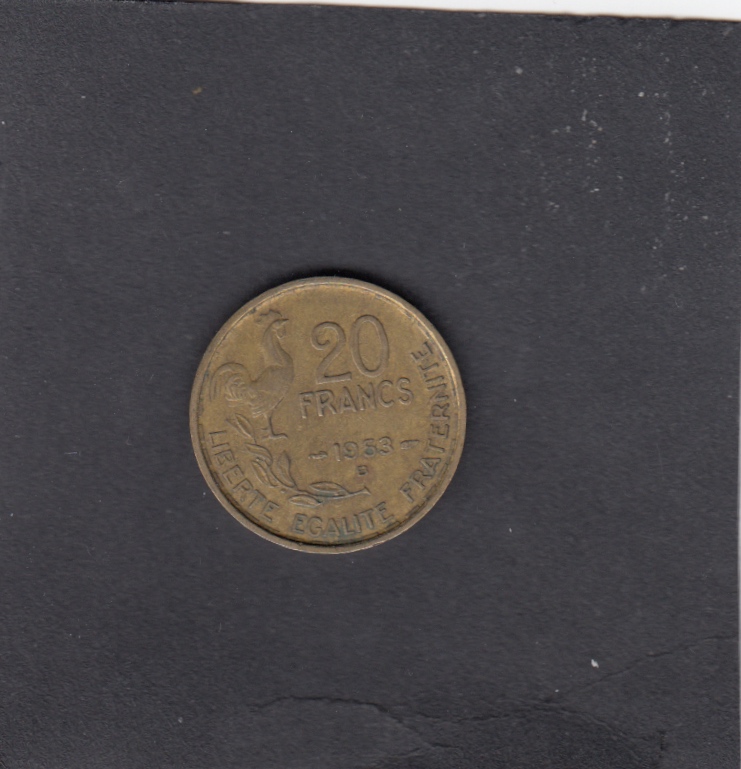 20
FRANCS
1953
B
LIBERTE EGALITE FRATERNITE